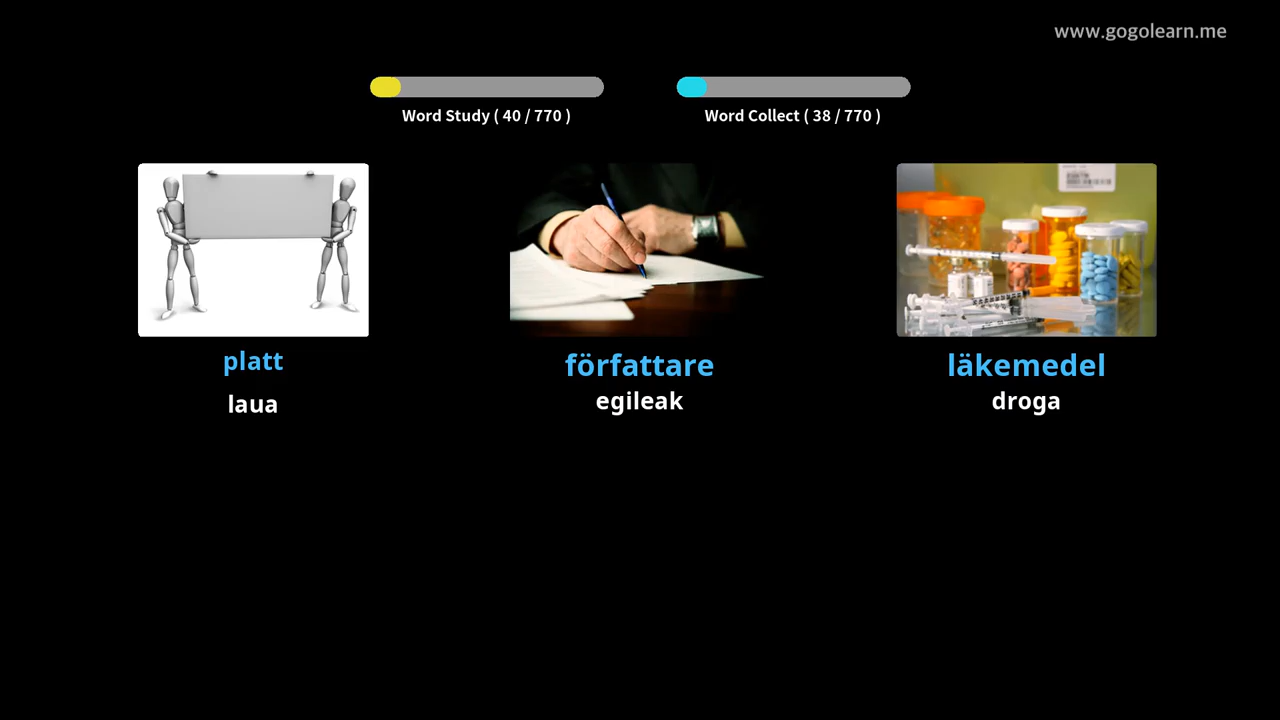 www.gogolearn.me
Word Study ( 40 / 770 )
Word Collect ( 38 / 770 )
platt
laua
författare
egileak
läkemedel
droga